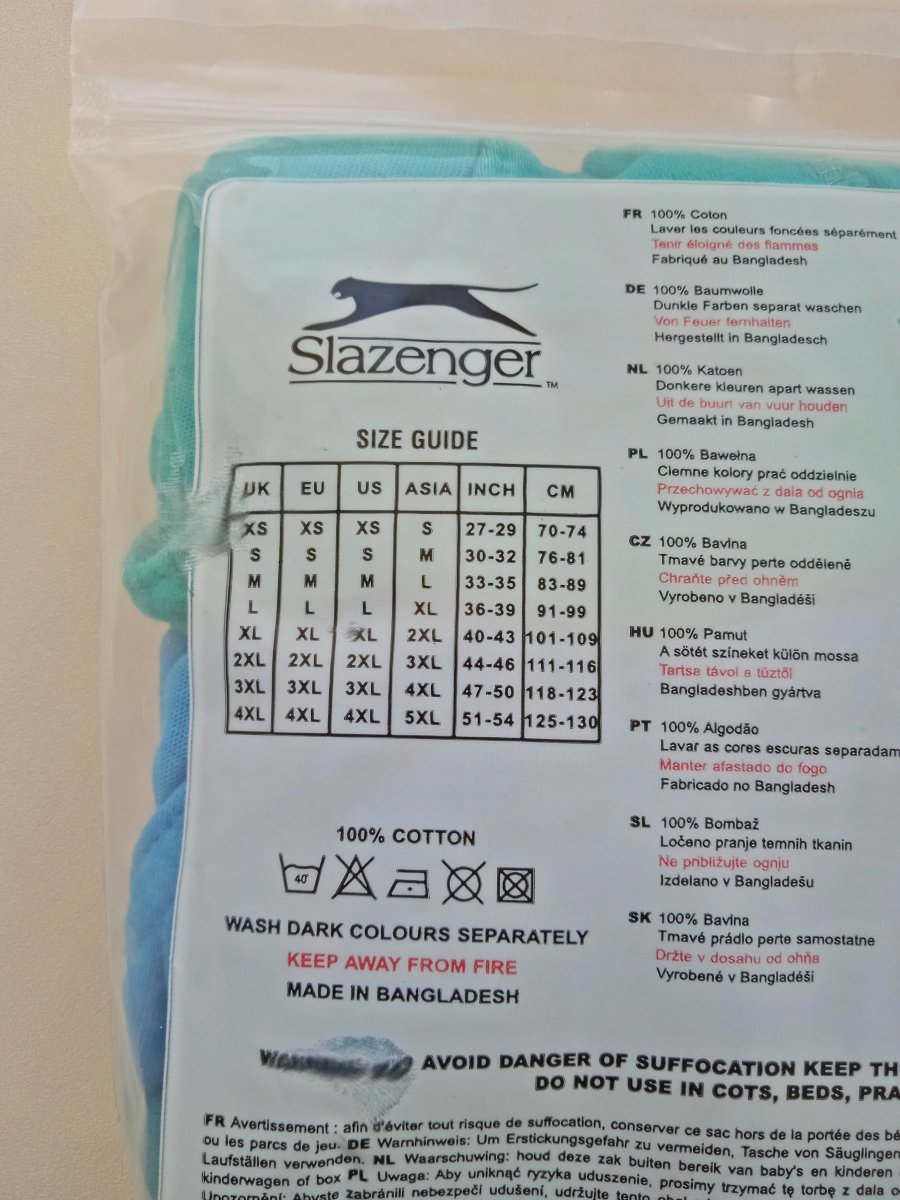 Slazenger™
SIZE GUIDE
UK EU US ASIA INCH CM
XS XS XS S 27-29 70-74
S S S M 30-32 76-81
M M M L 33-35 83-89
L L L XL 36-39 91-99
XL XL XL 2XL 40-43 101-109
2XL 2XL 2XL 3XL 44-46 111-116
3XL 3XL 3XL 4XL 47-50 118-123
4XL 4XL 4XL 5XL 51-54 125-130
100% COTTON
40°
WASH DARK COLOURS SEPARATELY
KEEP AWAY FROM FIRE
MADE IN BANGLADESH
FR 100% Coton
Laver les couleurs foncées séparément
Tenir éloigné des flammes
Fabriqué au Bangladesh
DE 100% Baumwolle
Dunkle Farben separat waschen
Von Feuer fernhalten
Hergestellt in Bangladesch
NL 100% Katoen
Donkere kleuren apart wassen
Uit de buurt van vuur houden
Gemaakt in Bangladesh
PL 100% Bawełna
Ciemne kolory prać oddzielnie
Przechowywać z dala od ognia
Wyprodukowano w Bangladeszu
CZ 100% Bavina
Tmavé barvy perte odděleně
Chraňte před ohněm
Vyrobeno v Bangladéši
HU 100% Pamut
A sötét színeket külön mossa
Tartsa távol a tűztől
Bangladeshben gyártva
PT 100% Algodão
Lavar as cores escuras separadam
Manter afastado do fogo
Fabricado no Bangladesh
SL 100% Bombaž
Ločeno pranje temnih tkanin
Ne približujte ognju
Izdelano v Bangladešu
SK 100% Bavina
Tmavé prádlo perte samostatne
Držte v dosahu od ohňa
Vyrobené v Bangladéši
AVOID DANGER OF SUFFOCATION KEEP TH
DO NOT USE IN COTS, BEDS, PRA
FR Avertissement : afin d'éviter tout risque de suffocation, conserver ce sac hors de la portée des bé
ou les parcs de jeu. DE Warnhinweis: Um Erstickungsgefahr zu vermeiden, Tasche von Säuglingen
Laufställen verwenden. NL Waarschuwing: houd deze zak buiten bereik van baby's en kinderen
kinderwagen of box PL Uwaga: Aby uniknąć ryzyka uduszenie, prosimy trzymać tę torbę z dala o
Upozornění: Abyste zabránili nebezpečí udušení, udržujte tento